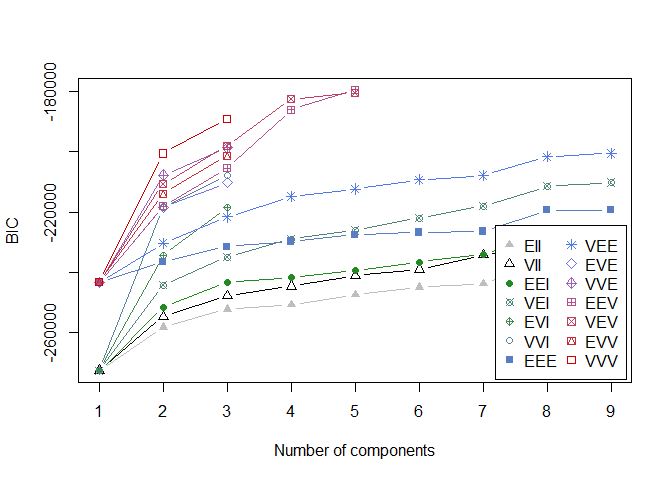 -180000
-220000
-260000
BIC
EII VEE
VII EVE
EEI VVE
VEI EEV
EVI VEV
VVI EVV
EEE VVV
1 2 3 4 5 6 7 8 9
Number of components